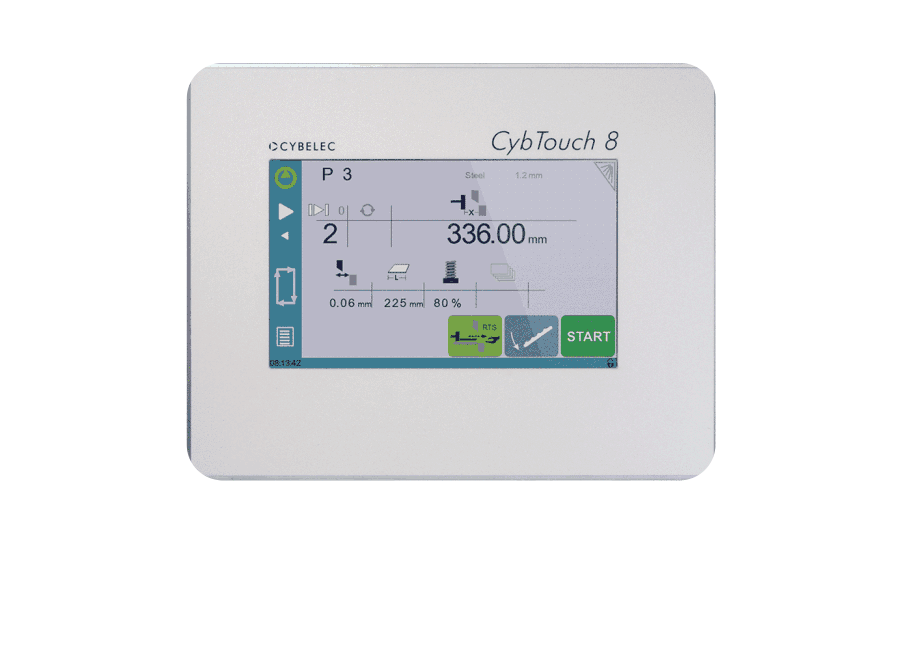 CYBELEC
CybTouch 8
P 3
Steel 1.2 mm
0
X
2
336.00 mm
L
0.06 mm 225 mm 80 %
RTS
START
08:13:42